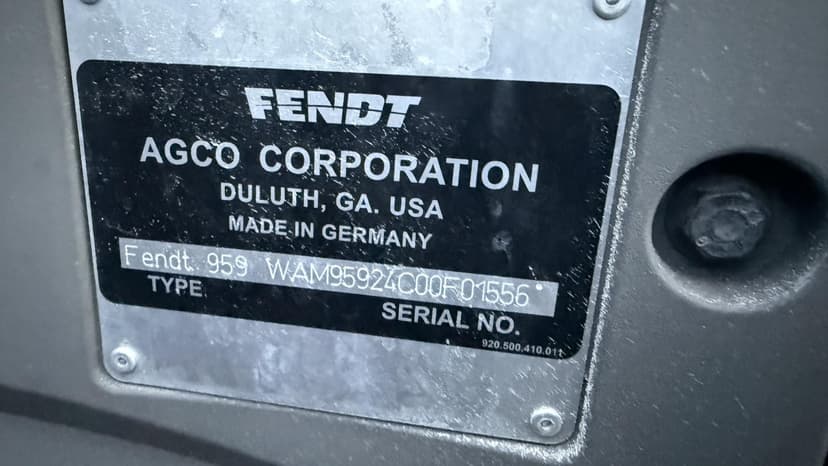 FENDT
AGCO CORPORATION
DULUTH, GA. USA
MADE IN GERMANY
Fendt 959 WAM95924C00F01556*
TYPE SERIAL NO.
920.500.410.011